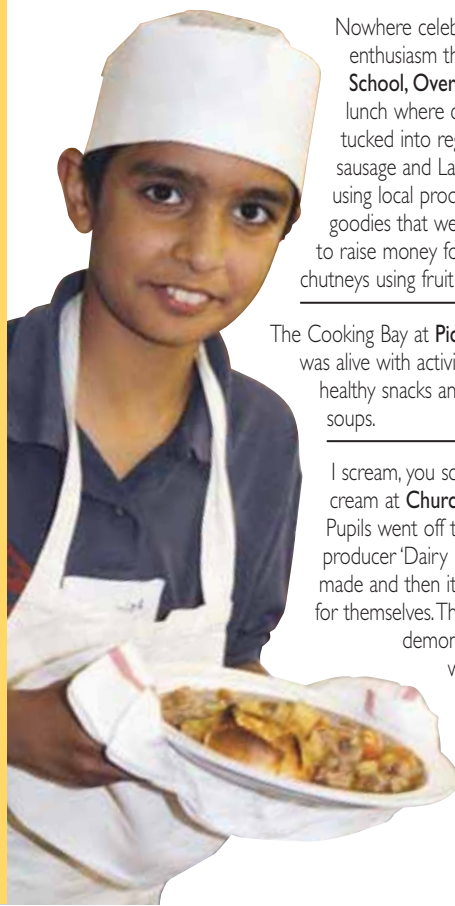 Nowhere celeb
enthusiasm th
School, Over
lunch where
tucked into reg
sausage and La
using local prod
goodies that we
to raise money fo
chutneys using fruit
The Cooking Bay at Pic
was alive with activi
healthy snacks an
soups.
I scream, you sc
cream at Churc
Pupils went off t
producer ‘Dairy
made and then it
for themselves. Th
demon